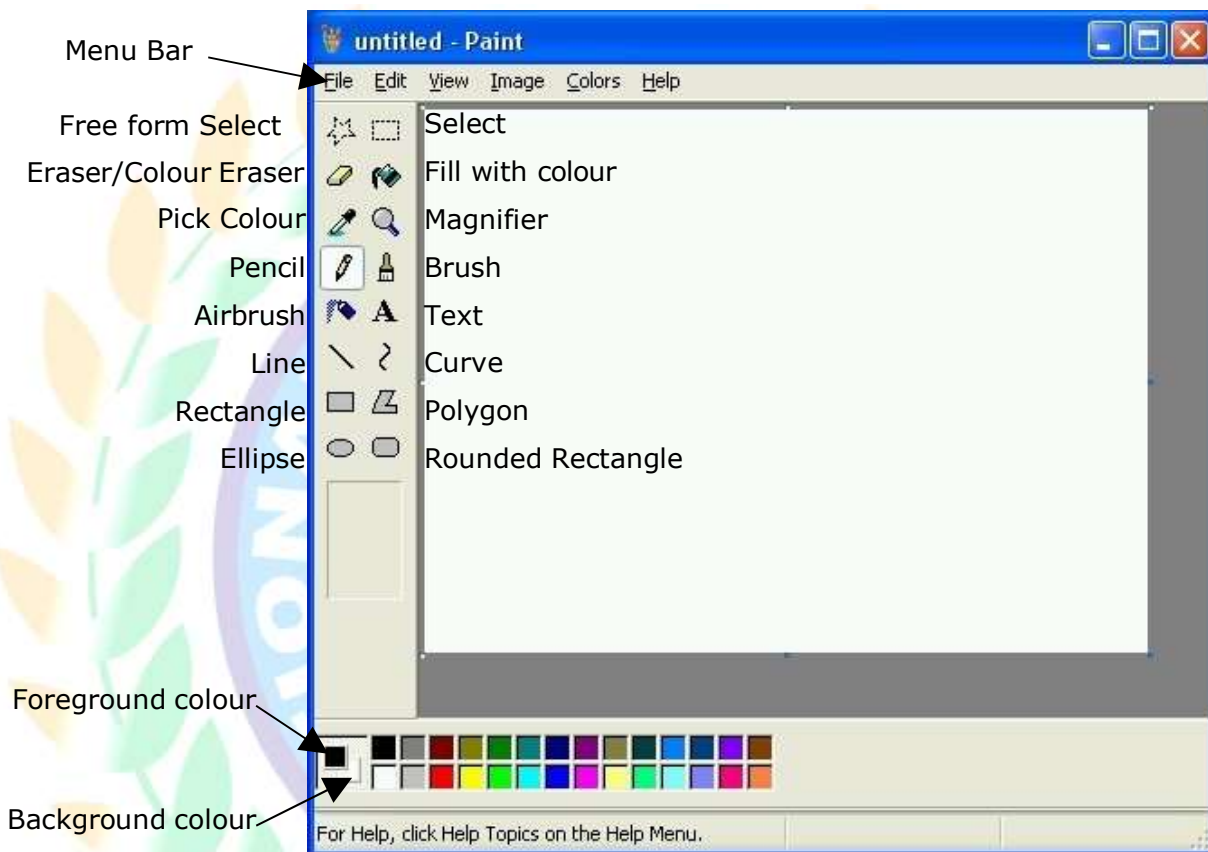 untitled - Paint
Menu Bar
File Edit View Image Colors Help
Free form Select Select
Eraser/Colour Eraser Fill with colour
Pick Colour Magnifier
Pencil Brush
Airbrush A Text
Line Curve
Rectangle Polygon
Ellipse Rounded Rectangle
NOI
Foreground colour
Background colour
For Help, click Help Topics on the Help Menu.